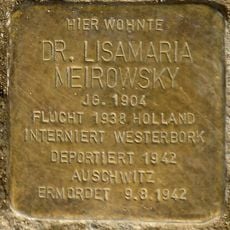 HIER WOHNTE
DR. LISAMARIA
MEIROWSKY
JG. 1904
FLUCHT 1938 HOLLAND
INTERNIERT WESTERBORK
DEPORTIERT 1942
AUSCHWITZ
ERMORDET 9.8.1942